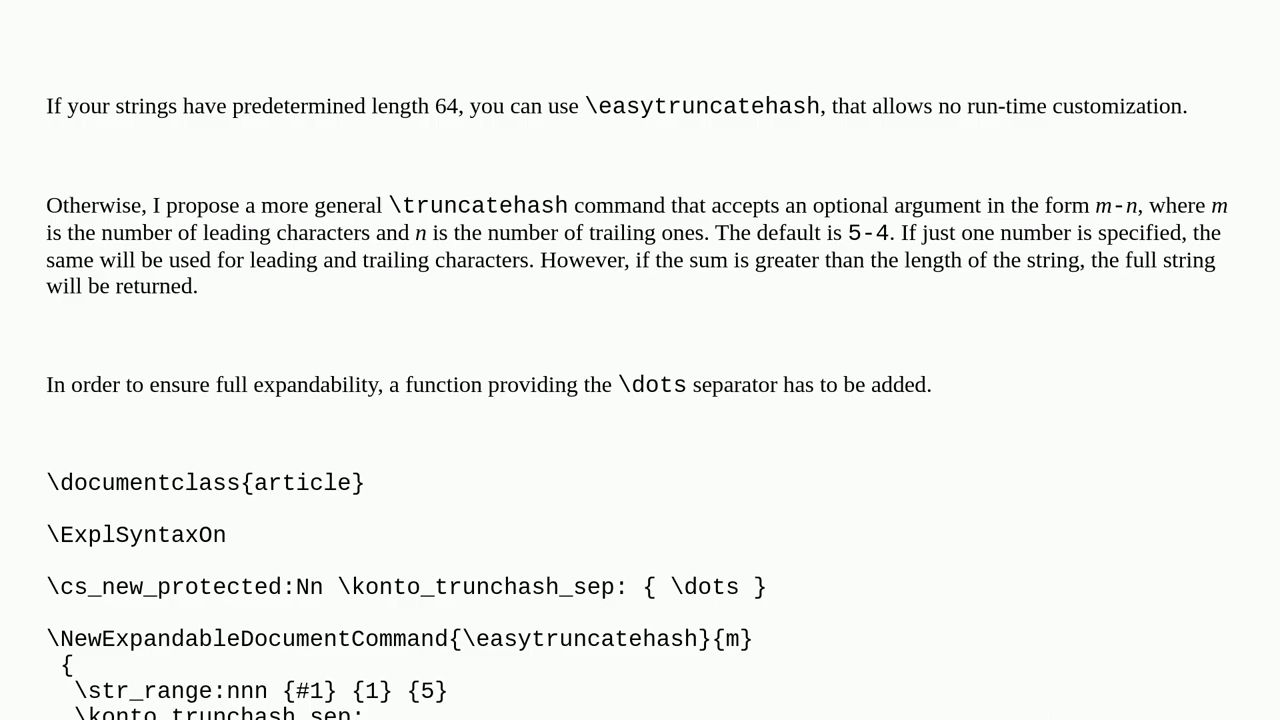 If your strings have predetermined length 64, you can use \easytruncatehash, that allows no run-time customization.
Otherwise, I propose a more general \truncatehash command that accepts an optional argument in the form m-n, where m
is the number of leading characters and n is the number of trailing ones. The default is 5-4. If just one number is specified, the
same will be used for leading and trailing characters. However, if the sum is greater than the length of the string, the full string
will be returned.
In order to ensure full expandability, a function providing the \dots separator has to be added.
\documentclass{article}
\ExplSyntaxOn
\cs_new_protected:Nn \konto_trunchash_sep: { \dots }
\NewExpandableDocumentCommand{\easytruncatehash}{m}
 {
  \str_range:nnn {#1} {1} {5}
  \konto_trunchash_sep: